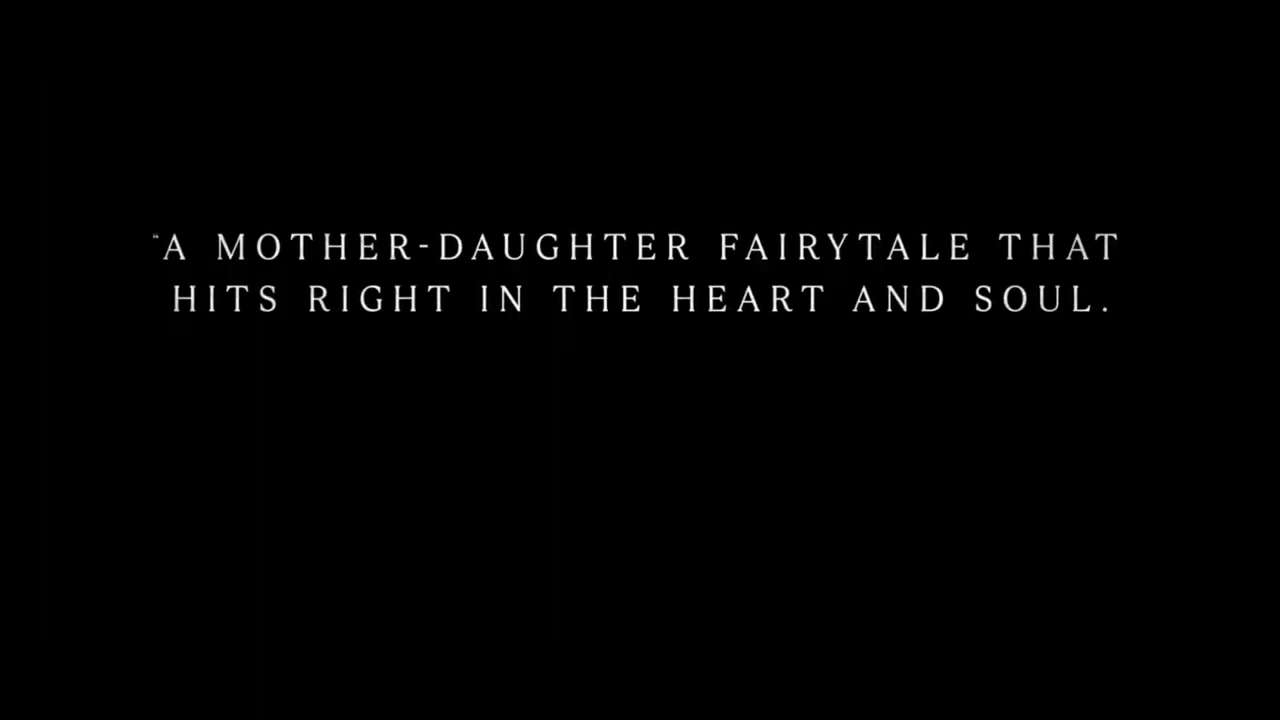 “A MOTHER-DAUGHTER FAIRYTALE THAT
HITS RIGHT IN THE HEART AND SOUL.